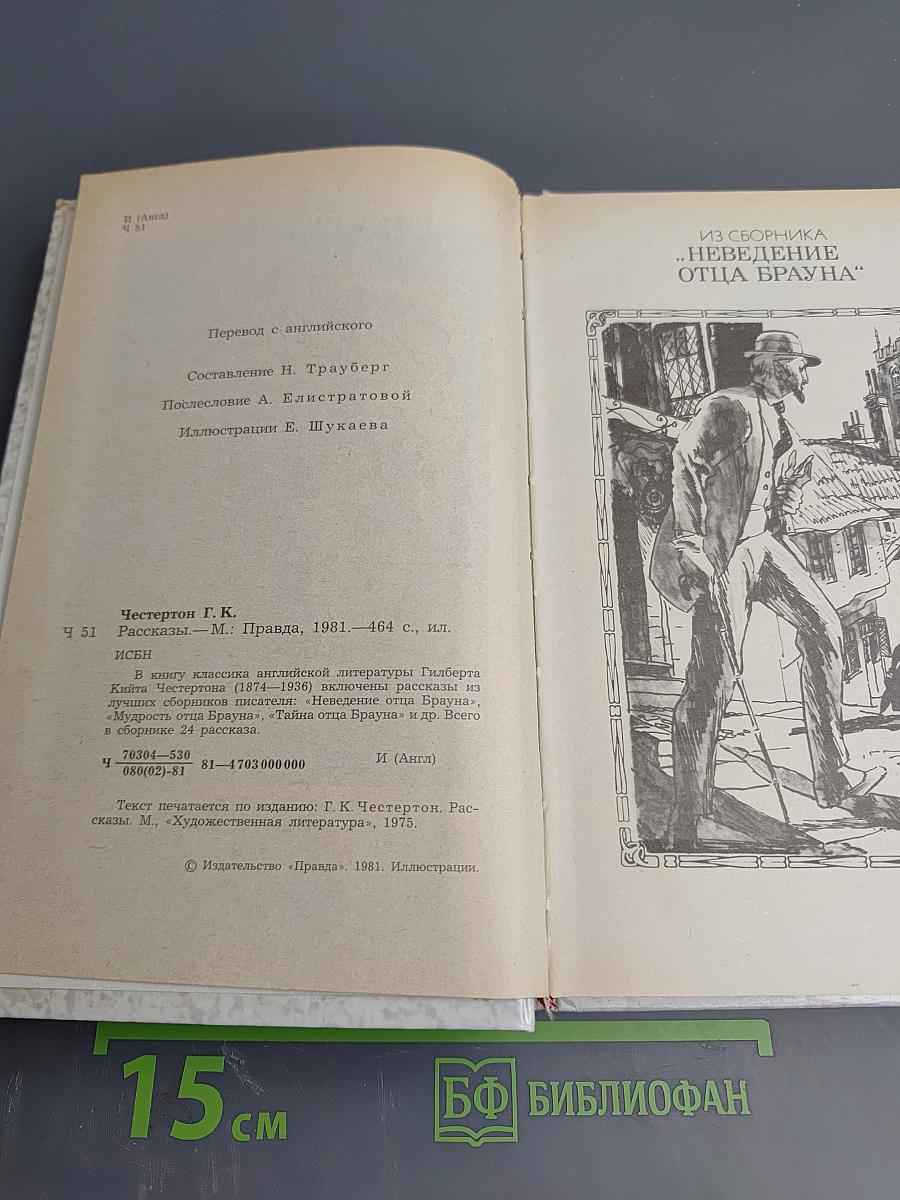 И (Англ)
Ч 51
Перевод с английского
Составление Н. Трауберг
Послесловие А. Елистратовой
Иллюстрации Е. Шукаева
Честертон Г. К.
Ч 51 Рассказы.— М.: Правда, 1981.—464 с., ил.
ИСБН
В книгу классика английской литературы Гилберта
Кийта Честертона (1874—1936) включены рассказы из
лучших сборников писателя: «Неведение отца Брауна»,
«Мудрость отца Брауна», «Тайна отца Брауна» и др. Всего
в сборнике 24 рассказа.
Ч 70304—530
080(02)-81 81—4703000000 И (Англ)
Текст печатается по изданию: Г. К. Честертон. Рас-
сказы. М., «Художественная литература», 1975.
© Издательство «Правда». 1981. Иллюстрации.
ИЗ СБОРНИКА
„НЕВЕДЕНИЕ
ОТЦА БРАУНА“
15 см
БФ БИБЛИОФАН